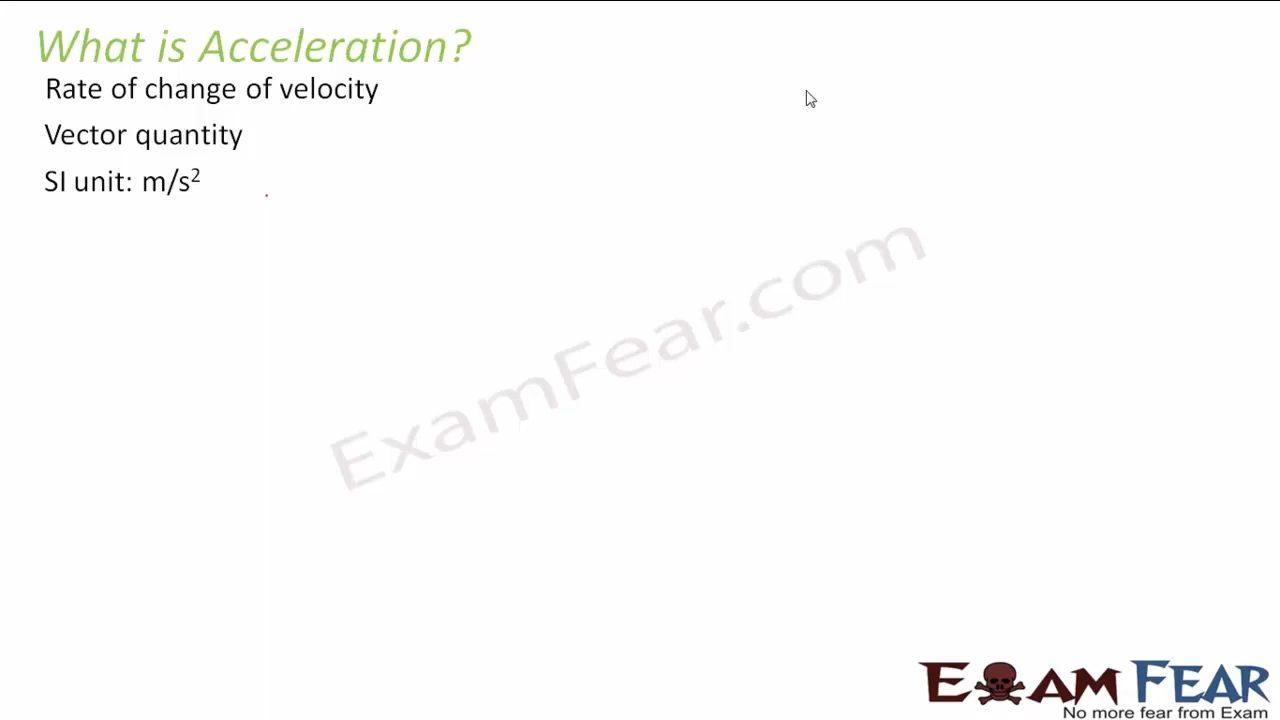 What is Acceleration?
Rate of change of velocity
Vector quantity
SI unit: m/s²
ExamFear.com
EXAM FEAR
No more fear from Exam